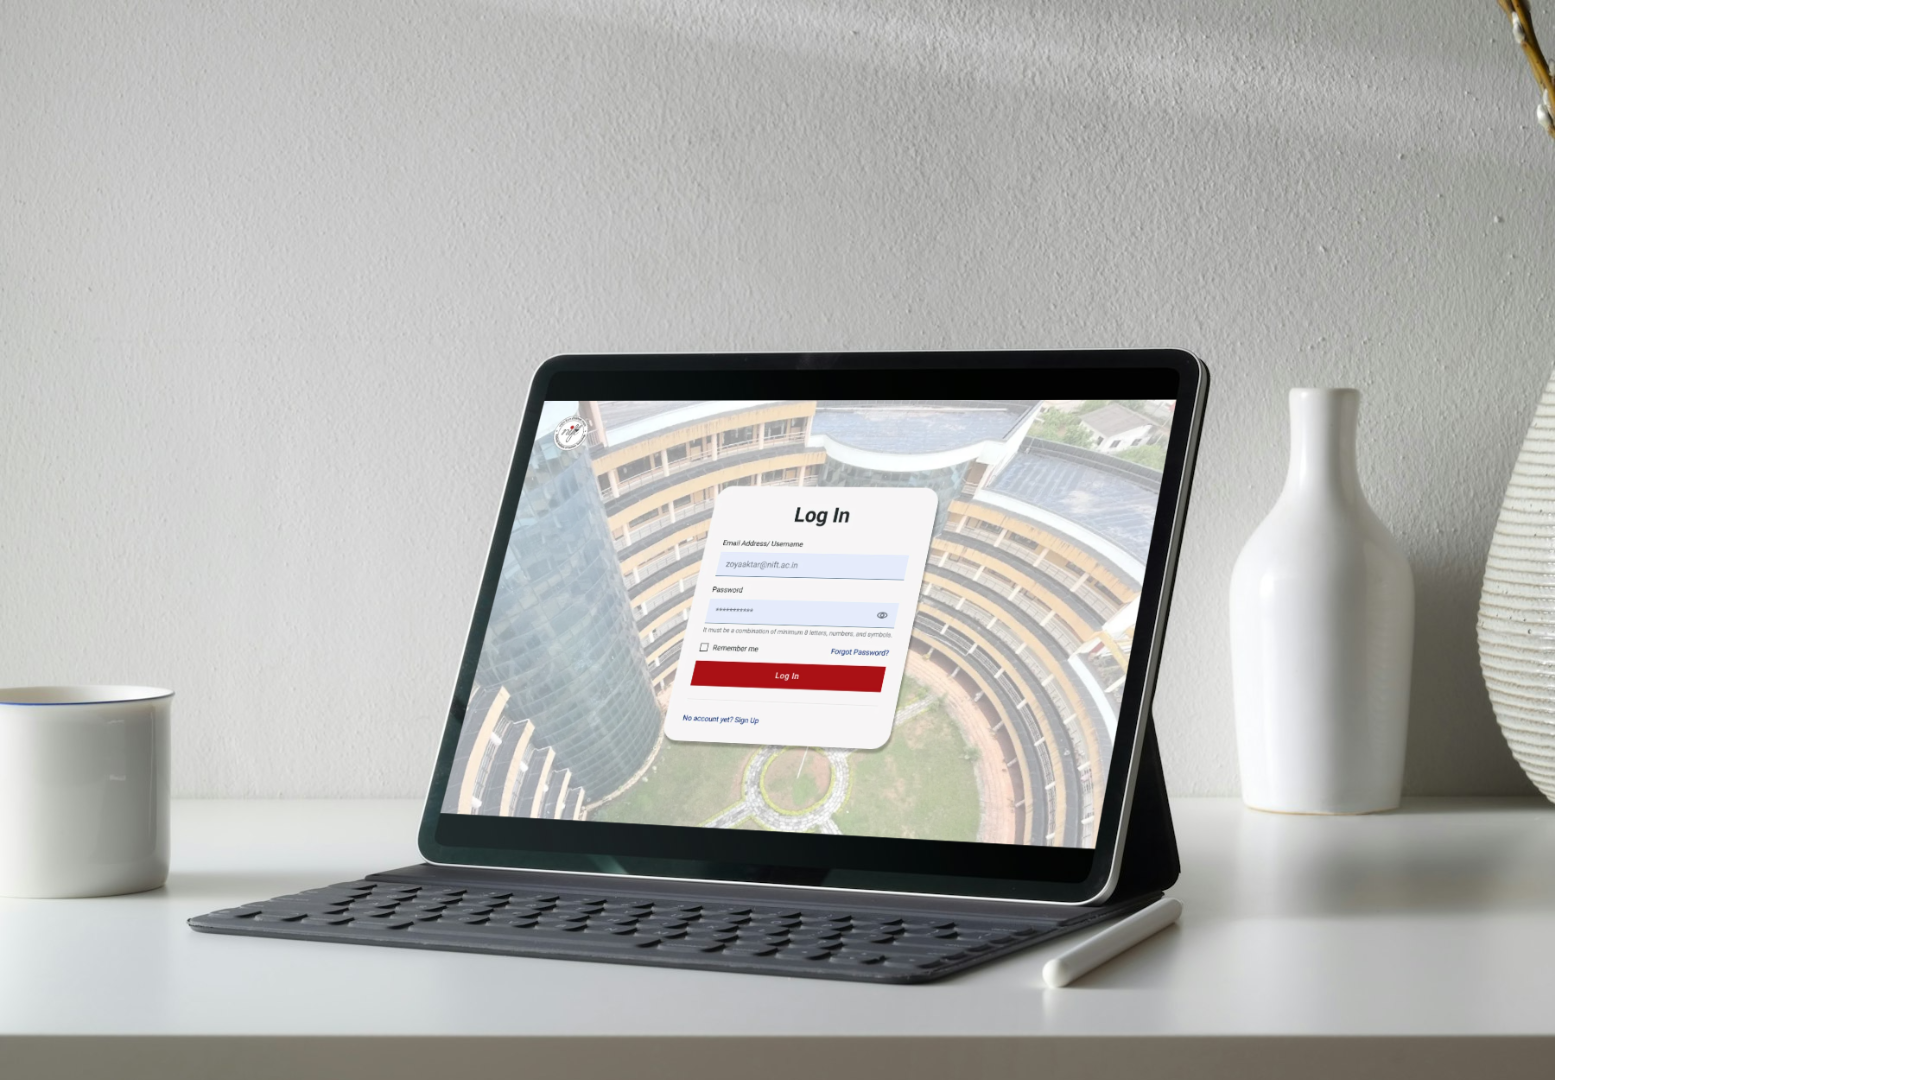 nift
Log In
Email Address/ Username
zoyaaktar@nift.ac.in
Password
***********
It must be a combination of minimum 8 letters, numbers, and symbols.
Remember me
Forgot Password?
Log In
No account yet? Sign Up